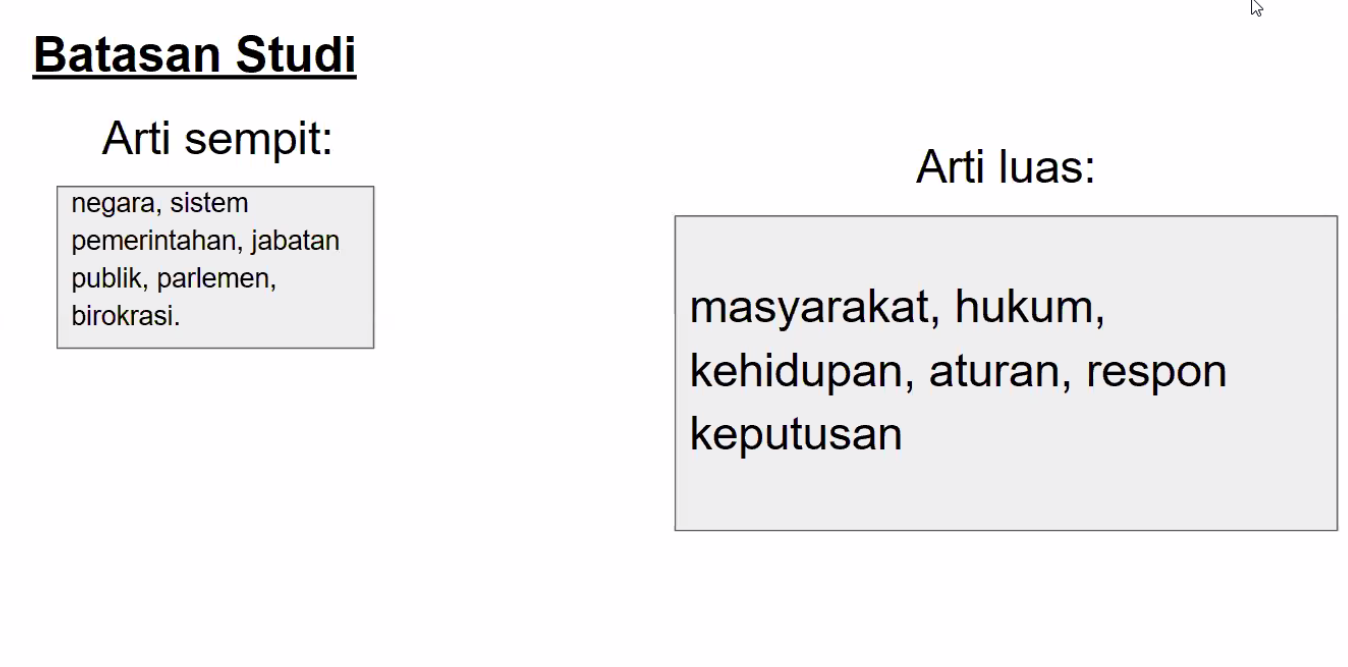 Batasan Studi
Arti sempit:
negara, sistem
pemerintahan, jabatan
publik, parlemen,
birokrasi.
Arti luas:
masyarakat, hukum,
kehidupan, aturan, respon
keputusan